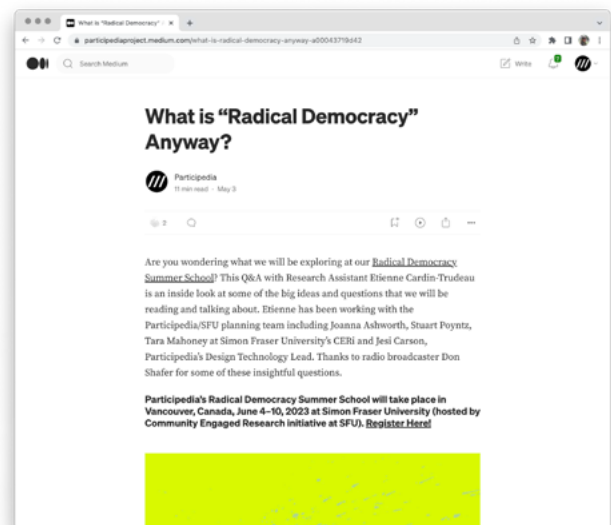 What is "Radical Democracy" 
participediaproject.medium.com/what-is-radical-democracy-anyway-a00043719d42
Search Medium
Write
What is “Radical Democracy”
Anyway?
Participedia
11 min read · May 3
2
Are you wondering what we will be exploring at our Radical Democracy
Summer School? This Q&A with Research Assistant Etienne Cardin-Trudeau
is an inside look at some of the big ideas and questions that we will be
reading and talking about. Etienne has been working with the
Participedia/SFU planning team including Joanna Ashworth, Stuart Poyntz,
Tara Mahoney at Simon Fraser University’s CERi and Jesi Carson,
Participedia’s Design Technology Lead. Thanks to radio broadcaster Don
Shafer for some of these insightful questions.
Participedia’s Radical Democracy Summer School will take place in
Vancouver, Canada, June 4–10, 2023 at Simon Fraser University (hosted by
Community Engaged Research initiative at SFU). Register Here!